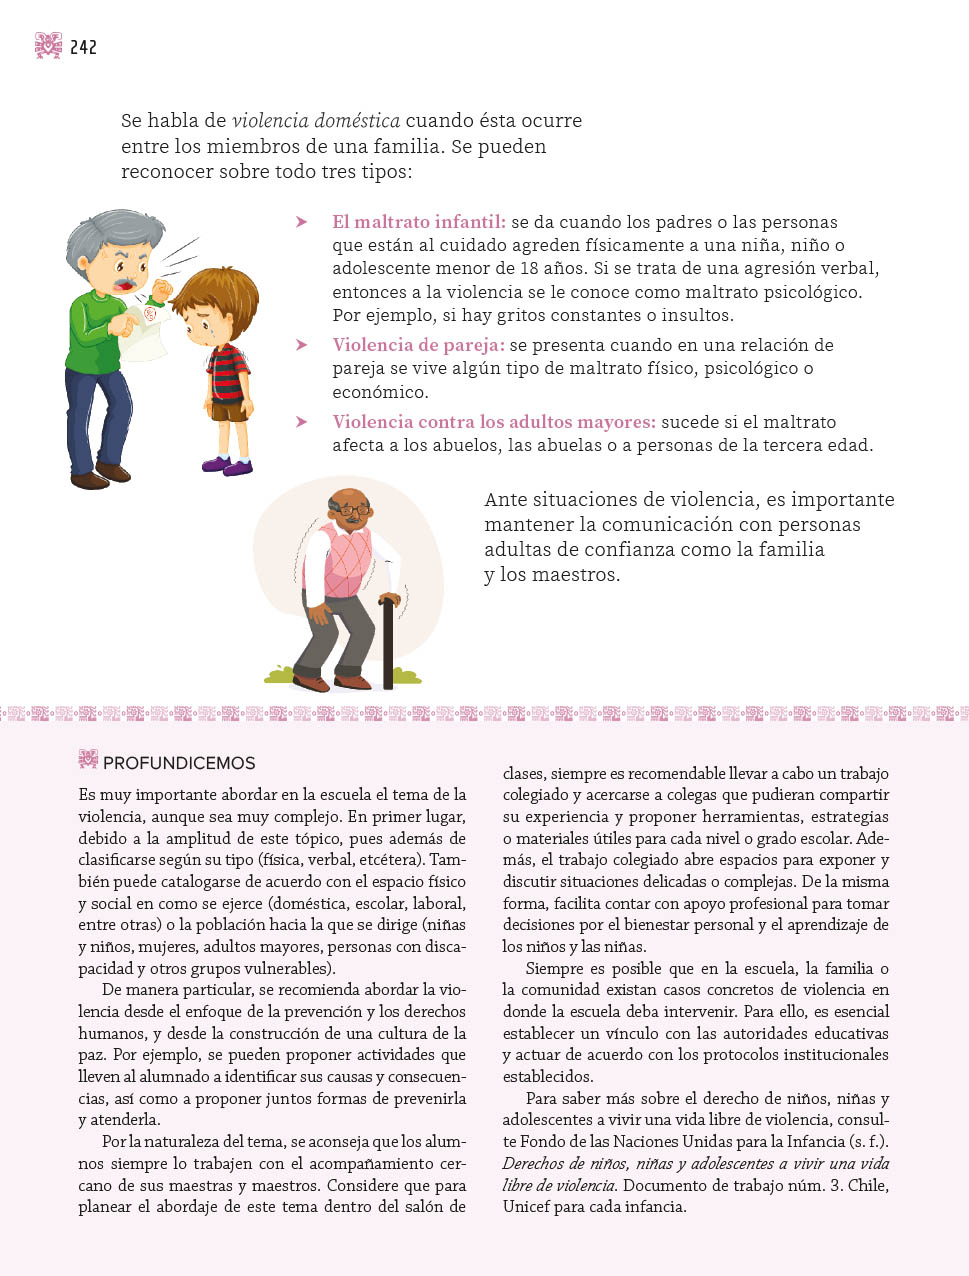 242
Se habla de violencia doméstica cuando ésta ocurre
entre los miembros de una familia. Se pueden
reconocer sobre todo tres tipos:
➤ El maltrato infantil: se da cuando los padres o las personas
que están al cuidado agreden físicamente a una niña, niño o
adolescente menor de 18 años. Si se trata de una agresión verbal,
entonces a la violencia se le conoce como maltrato psicológico.
Por ejemplo, si hay gritos constantes o insultos.
➤ Violencia de pareja: se presenta cuando en una relación de
pareja se vive algún tipo de maltrato físico, psicológico o
económico.
➤ Violencia contra los adultos mayores: sucede si el maltrato
afecta a los abuelos, las abuelas o a personas de la tercera edad.
Ante situaciones de violencia, es importante
mantener la comunicación con personas
adultas de confianza como la familia
y los maestros.
PROFUNDICEMOS
Es muy importante abordar en la escuela el tema de la
violencia, aunque sea muy complejo. En primer lugar,
debido a la amplitud de este tópico, pues además de
clasificarse según su tipo (física, verbal, etcétera). Tam-
bién puede catalogarse de acuerdo con el espacio físico
y social en como se ejerce (doméstica, escolar, laboral,
entre otras) o la población hacia la que se dirige (niñas
y niños, mujeres, adultos mayores, personas con disca-
pacidad y otros grupos vulnerables).
De manera particular, se recomienda abordar la vio-
lencia desde el enfoque de la prevención y los derechos
humanos, y desde la construcción de una cultura de la
paz. Por ejemplo, se pueden proponer actividades que
lleven al alumnado a identificar sus causas y consecuen-
cias, así como a proponer juntos formas de prevenirla
y atenderla.
Por la naturaleza del tema, se aconseja que los alum-
nos siempre lo trabajen con el acompañamiento cer-
cano de sus maestras y maestros. Considere que para
planear el abordaje de este tema dentro del salón de
clases, siempre es recomendable llevar a cabo un trabajo
colegiado y acercarse a colegas que pudieran compartir
su experiencia y proponer herramientas, estrategias
o materiales útiles para cada nivel o grado escolar. Ade-
más, el trabajo colegiado abre espacios para exponer y
discutir situaciones delicadas o complejas. De la misma
forma, facilita contar con apoyo profesional para tomar
decisiones por el bienestar personal y el aprendizaje de
los niños y las niñas.
Siempre es posible que en la escuela, la familia o
la comunidad existan casos concretos de violencia en
donde la escuela deba intervenir. Para ello, es esencial
establecer un vínculo con las autoridades educativas
y actuar de acuerdo con los protocolos institucionales
establecidos.
Para saber más sobre el derecho de niños, niñas y
adolescentes a vivir una vida libre de violencia, consul-
te Fondo de las Naciones Unidas para la Infancia (s. f.).
Derechos de niños, niñas y adolescentes a vivir una vida
libre de violencia. Documento de trabajo núm. 3. Chile,
Unicef para cada infancia.